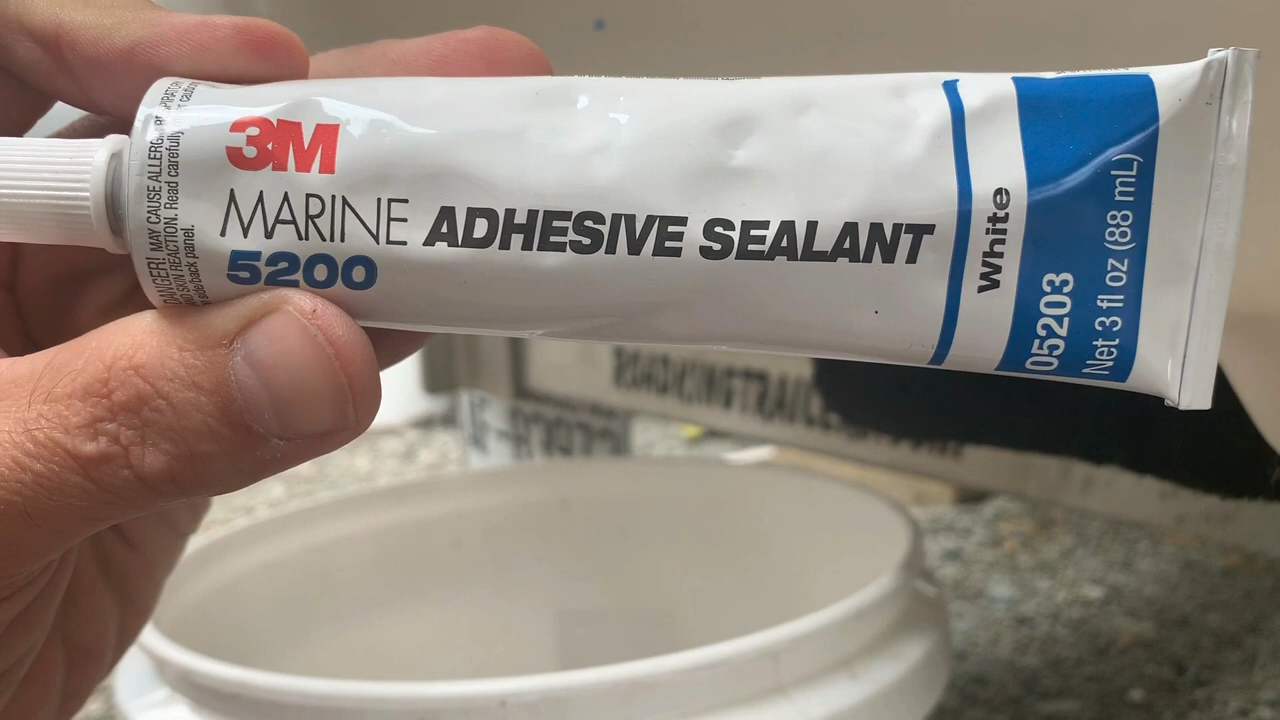 3M
MARINE ADHESIVE SEALANT
5200
White
05203
Net 3 fl oz (88 mL)
DANGER! MAY CAUSE ALLERGIC
AND SKIN REACTION. Read carefully
side/back panel.